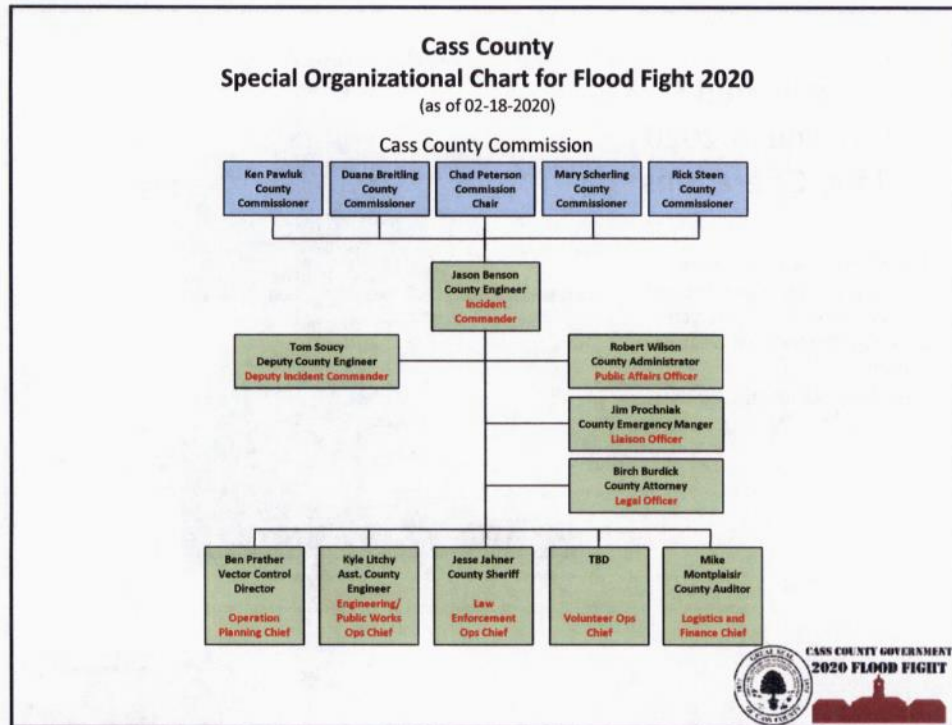 Cass County
Special Organizational Chart for Flood Fight 2020
(as of 02-18-2020)
Cass County Commission
Ken Pawluk
County
Commissioner
Duane Breitling
County
Commissioner
Chad Peterson
Commission
Chair
Mary Scherling
County
Commissioner
Rick Steen
County
Commissioner
Jason Benson
County Engineer
Incident
Commander
Tom Soucy
Deputy County Engineer
Deputy Incident Commander
Robert Wilson
County Administrator
Public Affairs Officer
Jim Prochniak
County Emergency Manger
Liaison Officer
Birch Burdick
County Attorney
Legal Officer
Ben Prather
Vector Control
Director
Operation
Planning Chief
Kyle Litchy
Asst. County
Engineer
Engineering/
Public Works
Ops Chief
Jesse Jahner
County Sheriff
Law
Enforcement
Ops Chief
TBD
Volunteer Ops
Chief
Mike
Montplaisir
County Auditor
Logistics and
Finance Chief
GREAT SEAL
OF CASS COUNTY
CASS COUNTY GOVERNMENT
2020 FLOOD FIGHT